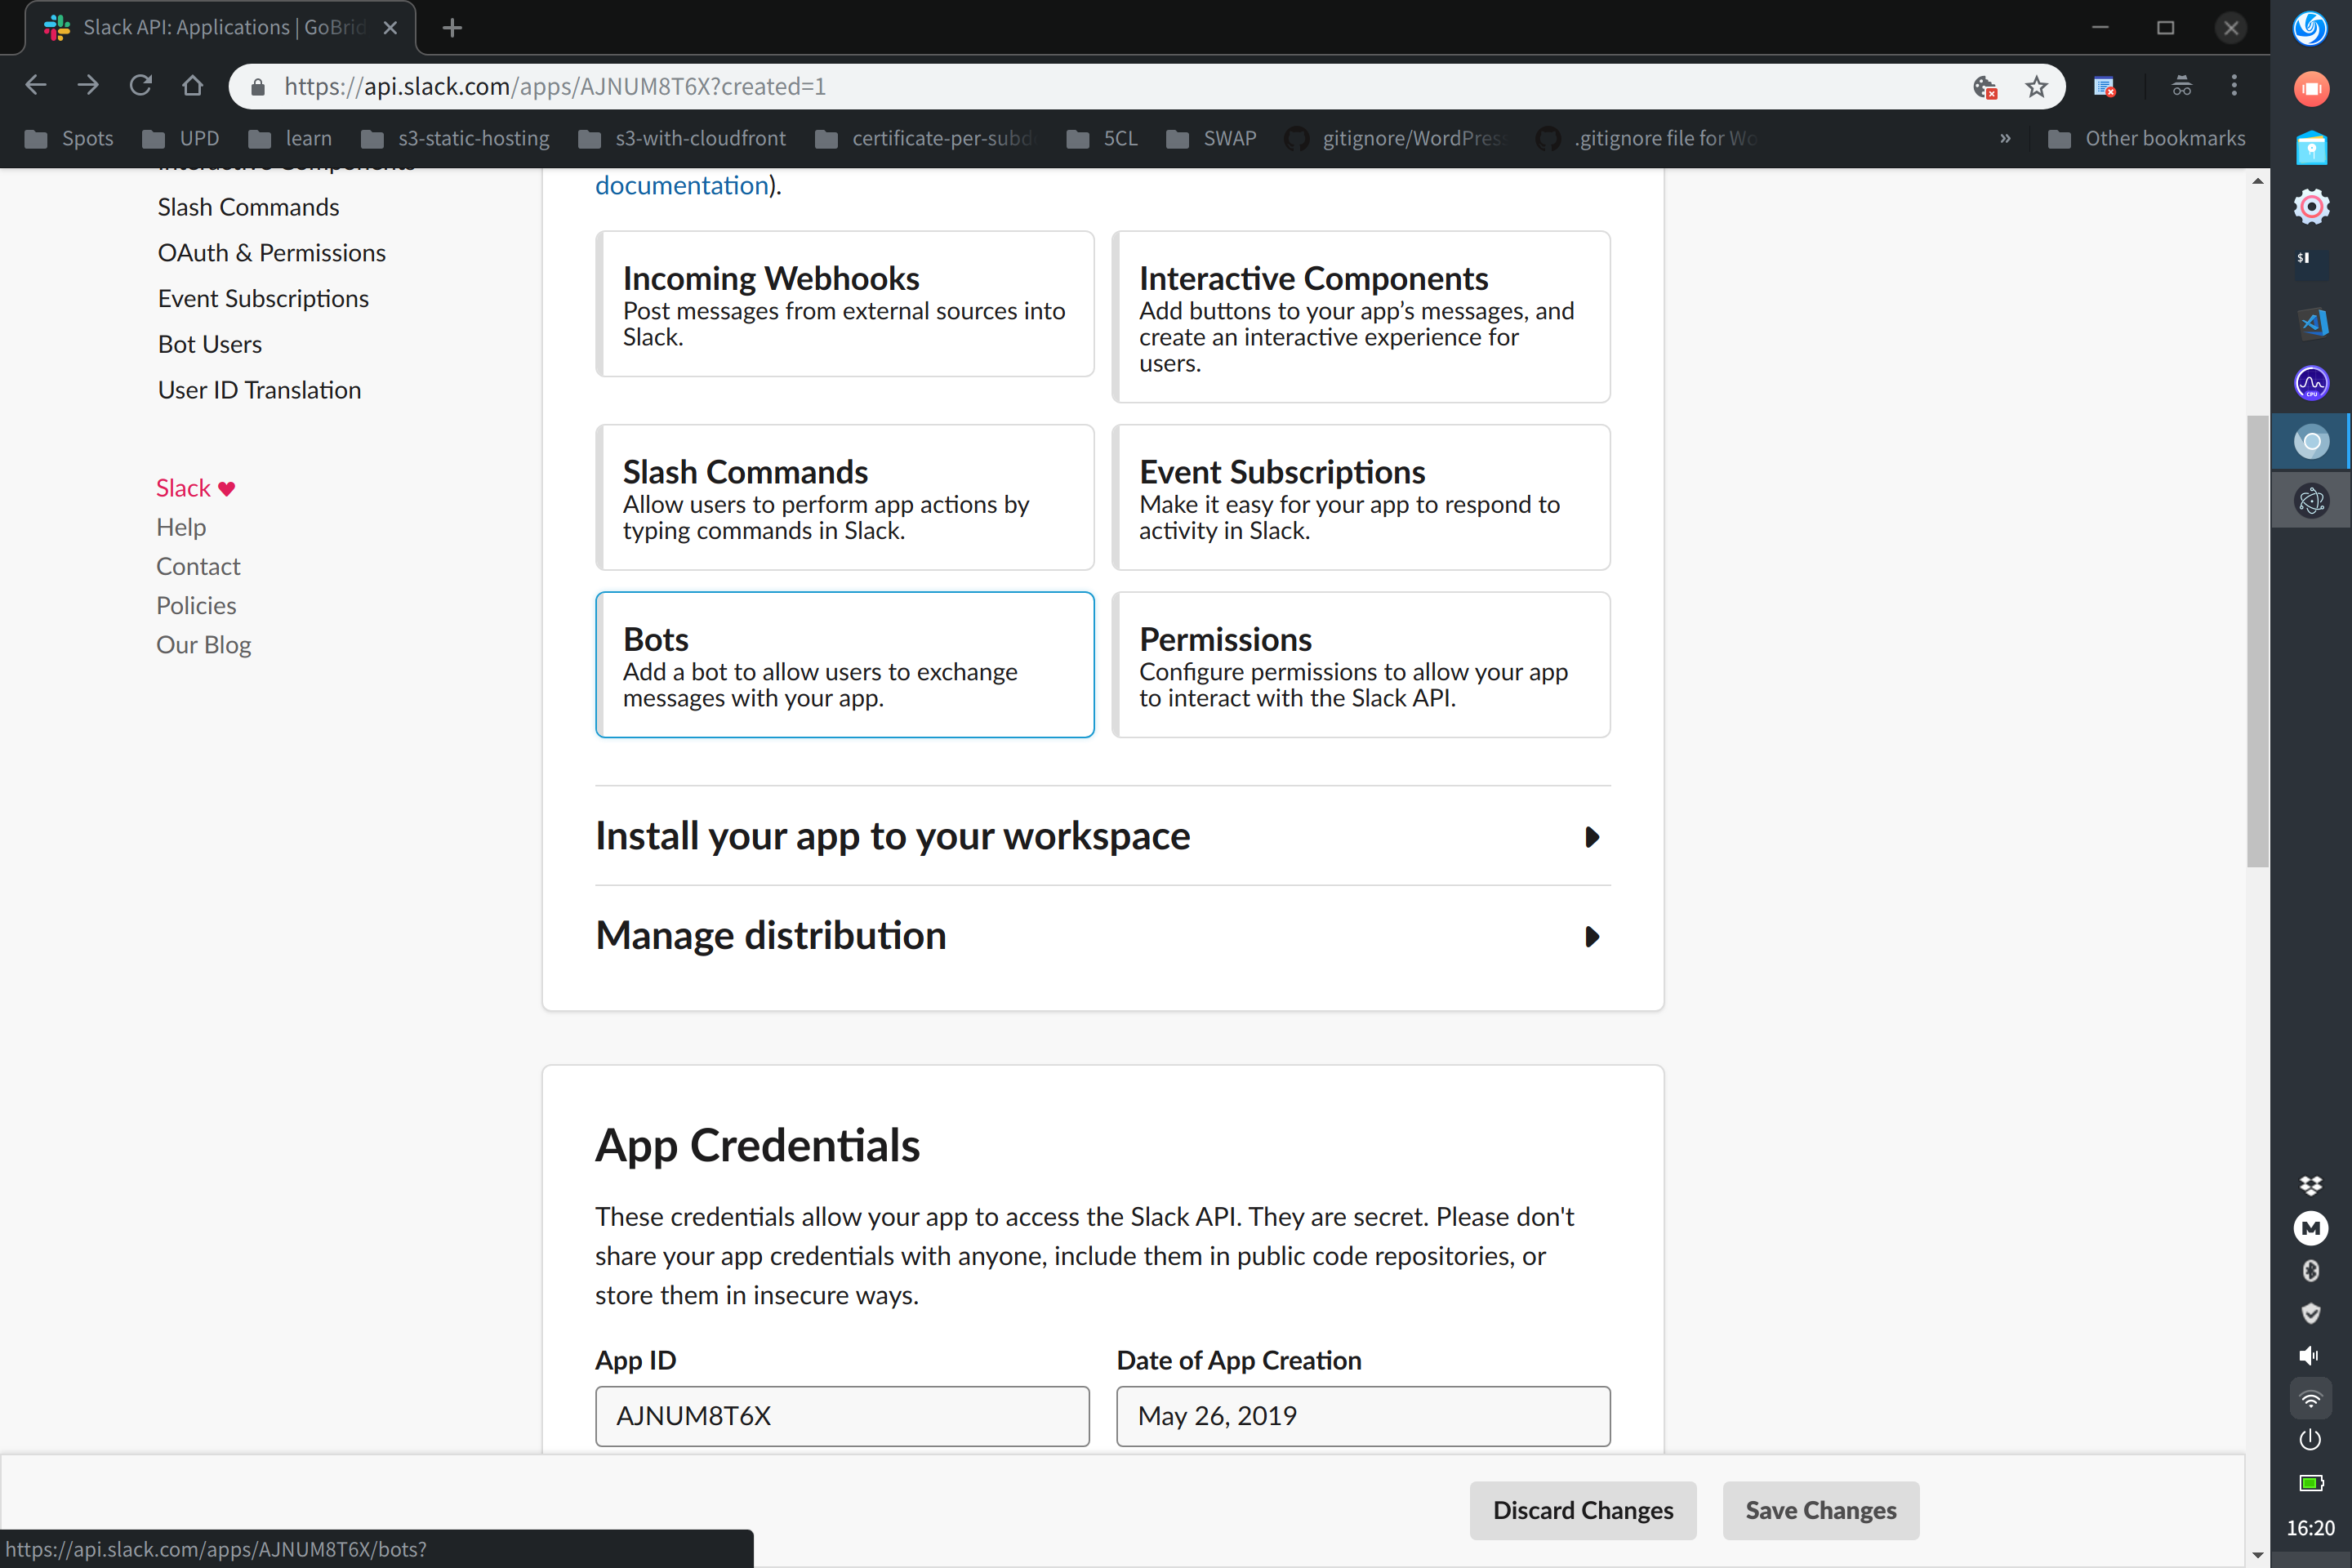 Slack API: Applications | GoBrid
https://api.slack.com/apps/AJNUM8T6X?created=1
Spots
UPD
learn
s3-static-hosting
s3-with-cloudfront
certificate-per-subd
5CL
SWAP
gitignore/WordPress
.gitignore file for Wo
»
Other bookmarks
Interactive Components
Slash Commands
OAuth & Permissions
Event Subscriptions
Bot Users
User ID Translation
Slack ♥
Help
Contact
Policies
Our Blog
documentation).
Incoming Webhooks
Post messages from external sources into
Slack.
Interactive Components
Add buttons to your app’s messages, and
create an interactive experience for
users.
Slash Commands
Allow users to perform app actions by
typing commands in Slack.
Event Subscriptions
Make it easy for your app to respond to
activity in Slack.
Bots
Add a bot to allow users to exchange
messages with your app.
Permissions
Configure permissions to allow your app
to interact with the Slack API.
Install your app to your workspace
Manage distribution
App Credentials
These credentials allow your app to access the Slack API. They are secret. Please don't
share your app credentials with anyone, include them in public code repositories, or
store them in insecure ways.
App ID
AJNUM8T6X
Date of App Creation
May 26, 2019
Discard Changes
Save Changes
https://api.slack.com/apps/AJNUM8T6X/bots?
$
CPU
M
16:20